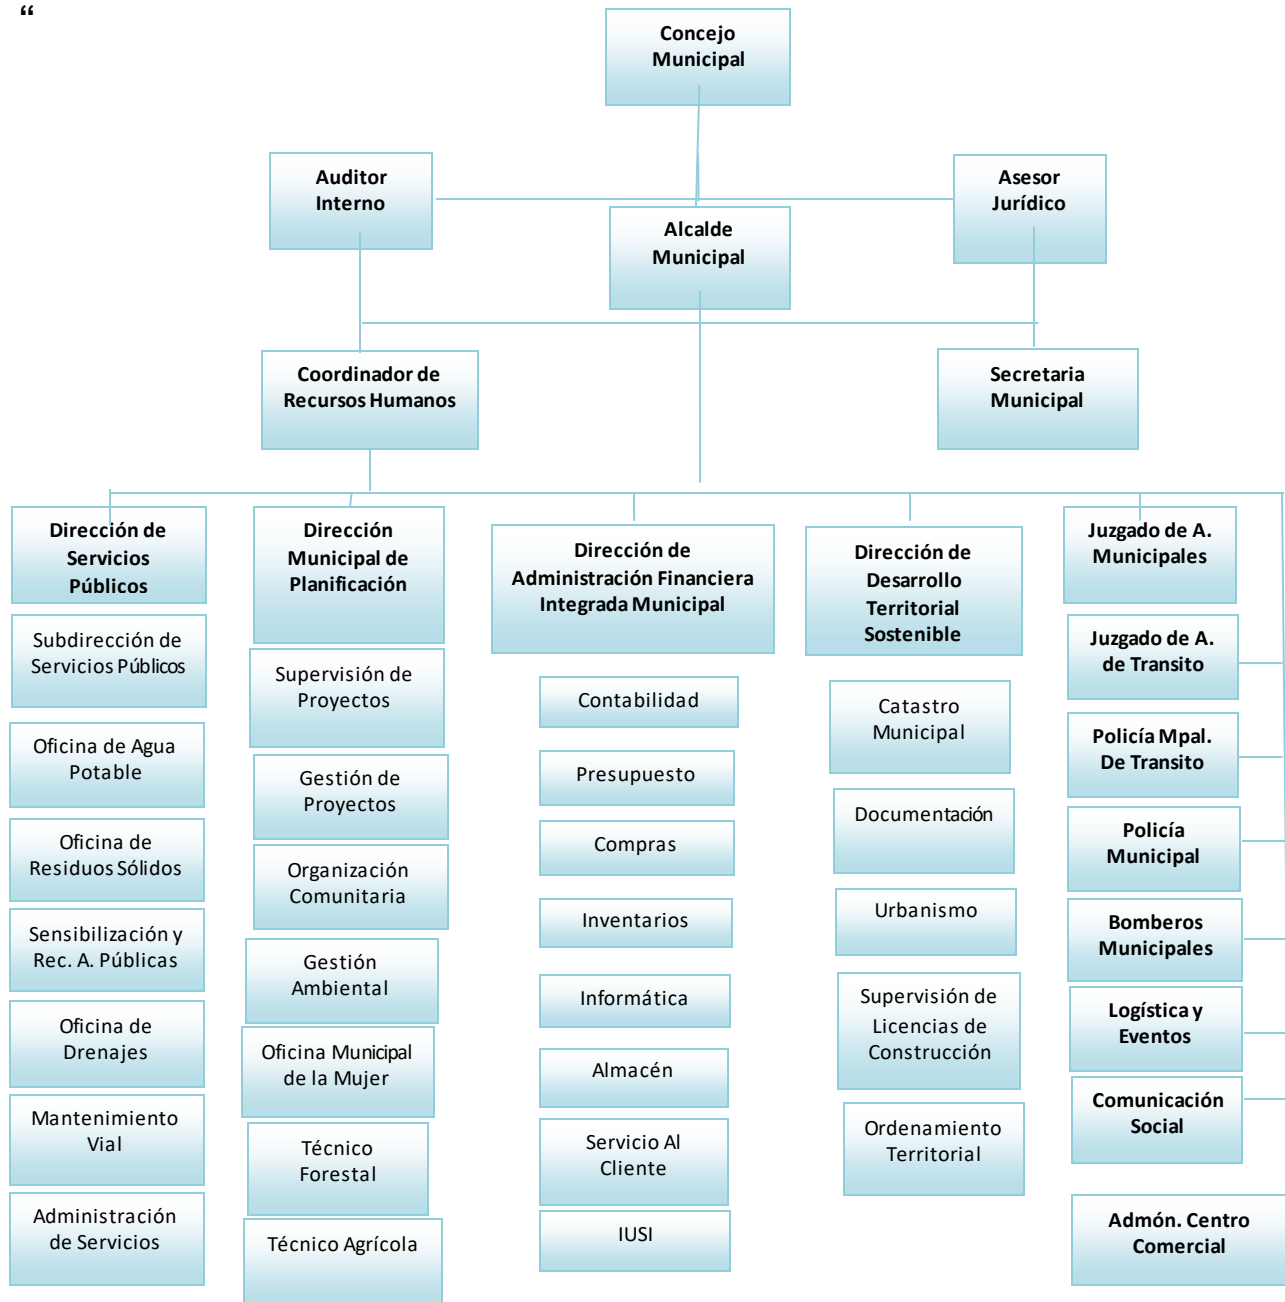 “
Concejo
Municipal
Auditor
Interno
Asesor
Jurídico
Alcalde
Municipal
Coordinador de
Recursos Humanos
Secretaria
Municipal
Dirección de
Servicios
Públicos
Subdirección de
Servicios Públicos
Oficina de Agua
Potable
Oficina de
Residuos Sólidos
Sensibilización y
Rec. A. Públicas
Oficina de
Drenajes
Mantenimiento
Vial
Administración
de Servicios
Dirección
Municipal de
Planificación
Supervisión de
Proyectos
Gestión de
Proyectos
Organización
Comunitaria
Gestión
Ambiental
Oficina Municipal
de la Mujer
Técnico
Forestal
Técnico Agrícola
Dirección de
Administración Financiera
Integrada Municipal
Contabilidad
Presupuesto
Compras
Inventarios
Informática
Almacén
Servicio Al
Cliente
IUSI
Dirección de
Desarrollo
Territorial
Sostenible
Catastro
Municipal
Documentación
Urbanismo
Supervisión de
Licencias de
Construcción
Ordenamiento
Territorial
Juzgado de A.
Municipales
Juzgado de A.
de Transito
Policía Mpal.
De Transito
Policía
Municipal
Bomberos
Municipales
Logística y
Eventos
Comunicación
Social
Admón. Centro
Comercial